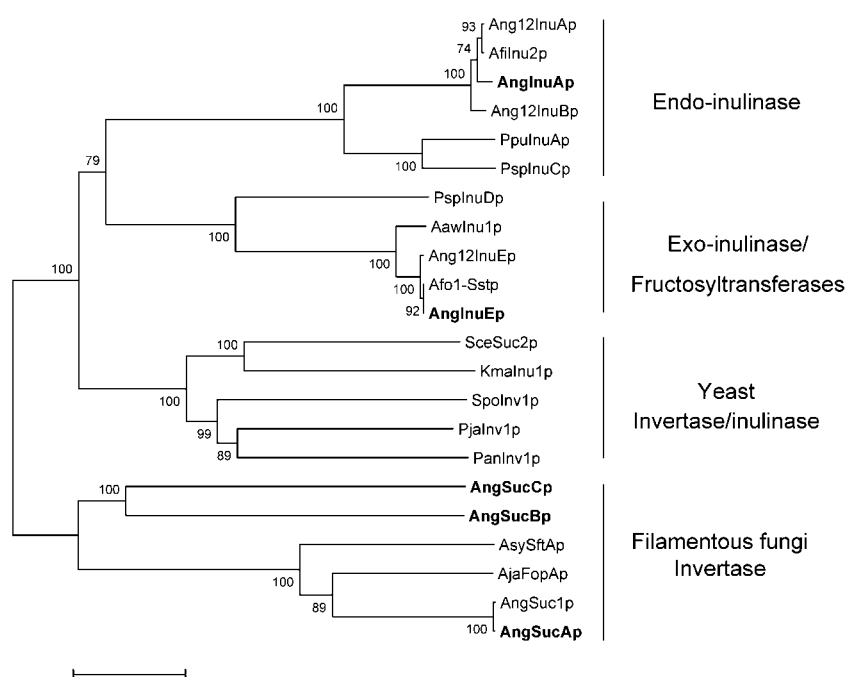 93
Ang12InuAp
74
AfiInu2p
100
AngInuAp
Ang12InuBp
100
PpuInuAp
100
PspInuCp
Endo-inulinase
79
PspInuDp
100
AawInu1p
100
Ang12InuEp
100
Afo1-Sstp
92
AngInuEp
Exo-inulinase/
Fructosyltransferases
100
100
SceSuc2p
KmaInu1p
100
SpoInv1p
99
PjaInv1p
89
PanInv1p
Yeast
Invertase/inulinase
100
AngSucCp
AngSucBp
AsySftAp
100
AjaFopAp
89
AngSuc1p
100
AngSucAp
Filamentous fungi
Invertase